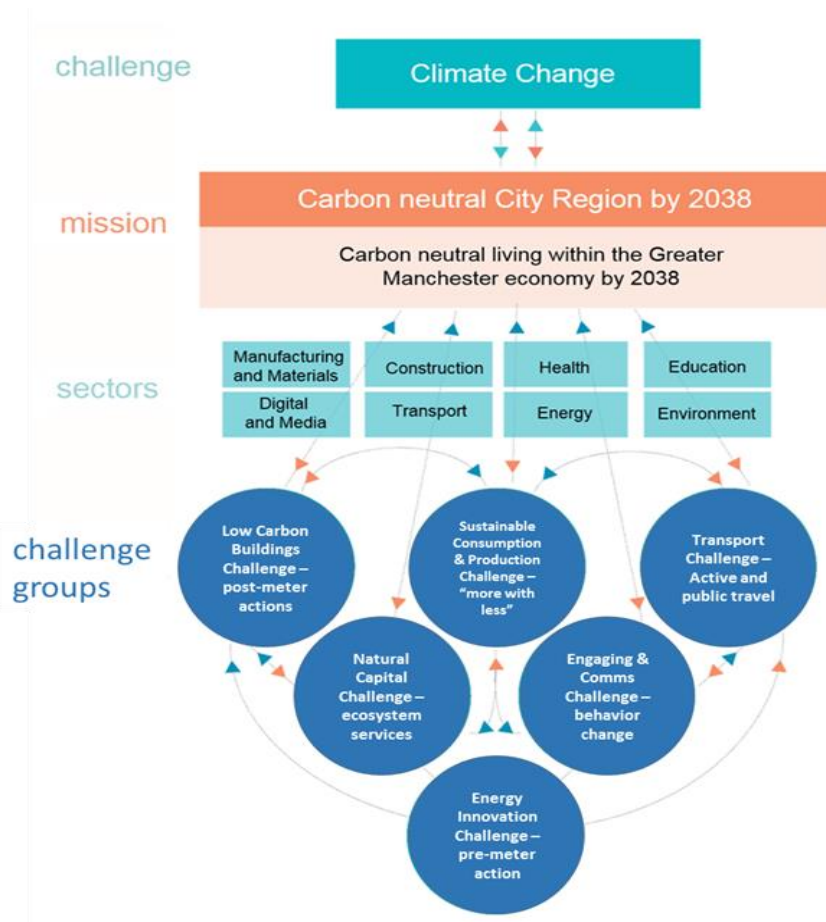 challenge
Climate Change
mission
Carbon neutral City Region by 2038
Carbon neutral living within the Greater
Manchester economy by 2038
sectors
Manufacturing
and Materials
Construction
Health
Education
Digital
and Media
Transport
Energy
Environment
challenge
groups
Low Carbon
Buildings
Challenge –
post-meter
actions
Sustainable
Consumption
& Production
Challenge –
“more with
less”
Transport
Challenge –
Active and
public travel
Natural
Capital
Challenge –
ecosystem
services
Engaging &
Comms
Challenge –
behavior
change
Energy
Innovation
Challenge –
pre-meter
action